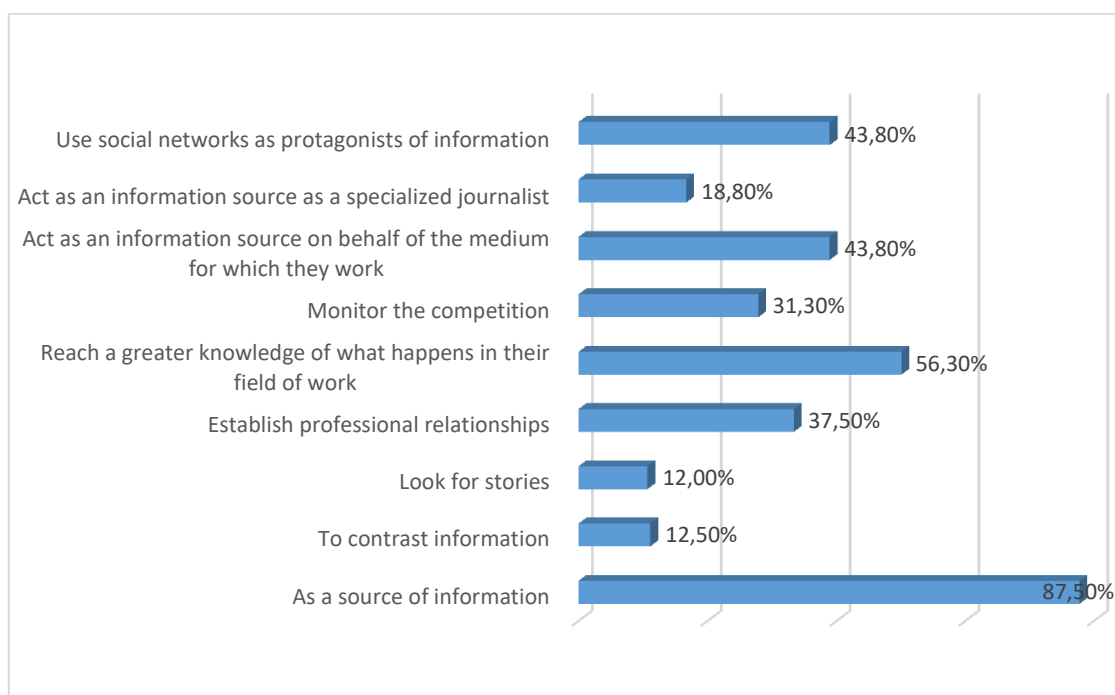 Use social networks as protagonists of information
43,80%
Act as an information source as a specialized journalist
18,80%
Act as an information source on behalf of the medium
for which they work
43,80%
Monitor the competition
31,30%
Reach a greater knowledge of what happens in their
field of work
56,30%
Establish professional relationships
37,50%
Look for stories
12,00%
To contrast information
12,50%
As a source of information
87,50%